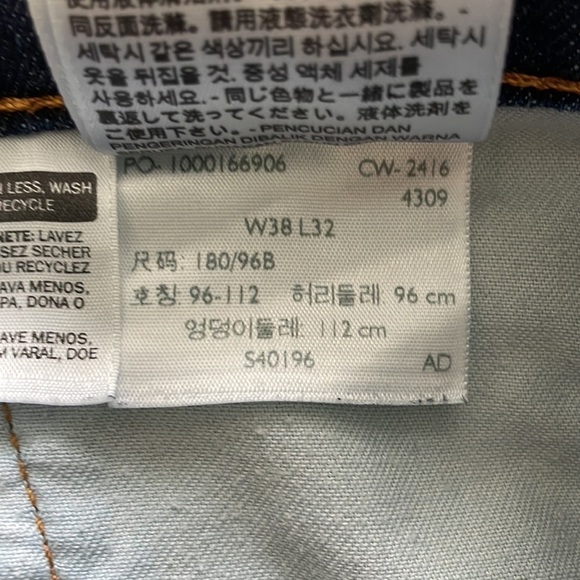 同反面洗滌。請用液態洗衣劑洗滌。-
세탁시 같은 색상끼리 하십시요. 세탁시
옷을 뒤집을 것. 중성 액체 세제를
사용하세요. - 同じ色物と一緒に製品を
裏返して洗ってください。液体洗剤を
ご使用下さい。- PENCUCIAN DAN
PENGERINGAN DIBALIK DENGAN WARNA
LESS, WASH
RECYCLE
LAVEZ
SEZ SECHER
OU RECYCLEZ
LAVA MENOS,
PA, DONA O
LAVE MENOS,
VARAL, DOE
PO- 1000166906 CW- 2416
4309
W38 L32
尺码: 180/96B
호칭 96-112 허리둘레 96 cm
엉덩이둘레: 112 cm
S40196 AD